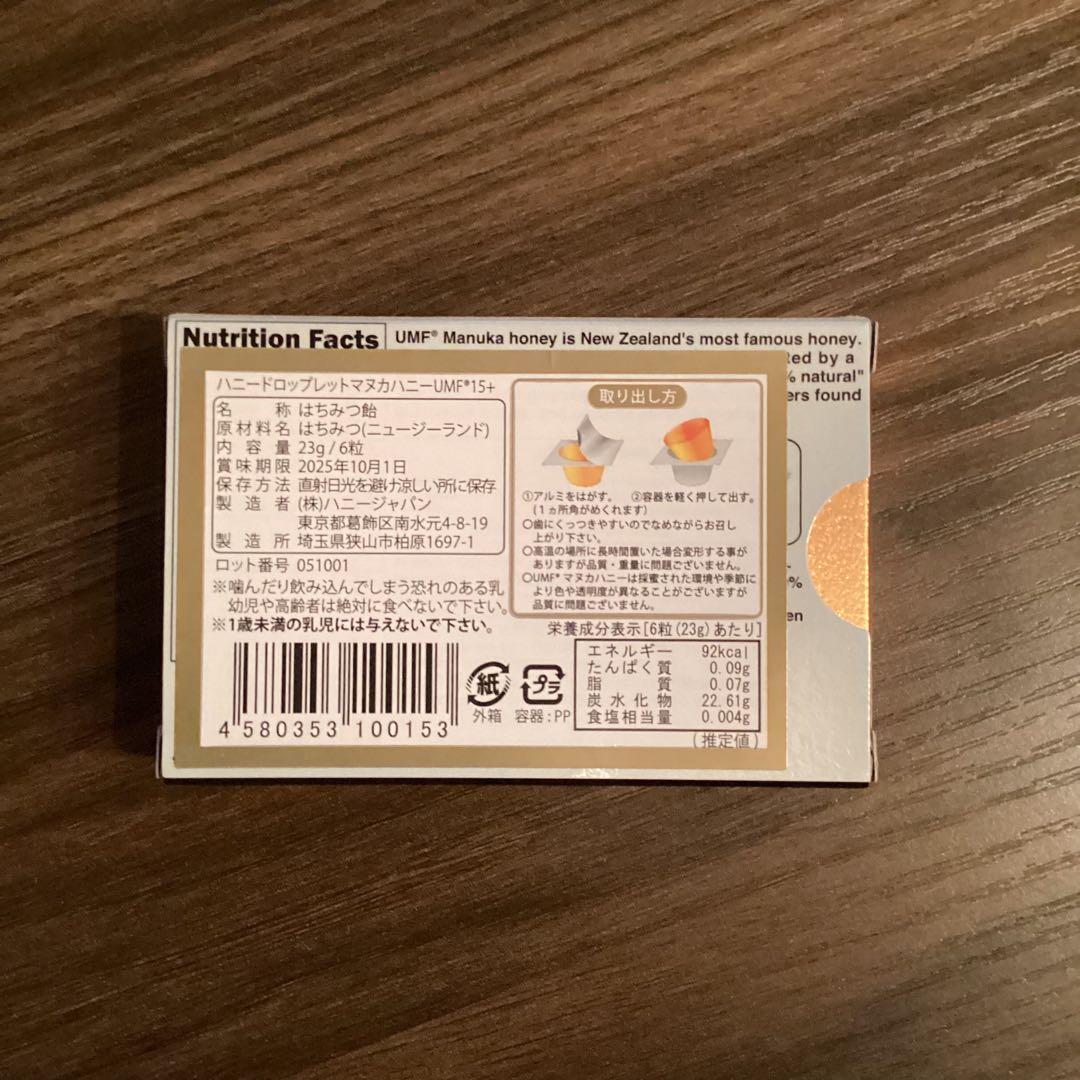 Nutrition Facts
UMF® Manuka honey is New Zealand's most famous honey.
ted by a
% natural"
ers found
ハニードロップレットマヌカハニーUMF®15+
名 称 はちみつ飴
原材料名 はちみつ(ニュージーランド)
内容量 23g/6粒
賞味期限 2025年10月1日
保存方法 直射日光を避け涼しい所に保存
製造者 (株)ハニージャパン
東京都葛飾区南水元4-8-19
製造所 埼玉県狭山市柏原1697-1
ロット番号 051001
※噛んだり飲み込んでしまう恐れのある乳
幼児や高齢者は絶対に食べないで下さい。
※1歳未満の乳児には与えないで下さい。
4 580353 100153
紙
外箱
プラ
容器:PP
取り出し方
①アルミをはがす。 ②容器を軽く押して出す。
(1ヵ所角がめくれます)
○歯にくっつきやすいのでなめながらお召し
上がり下さい。
○高温の場所に長時間置いた場合変形する事が
ありますが品質・重量に問題ございません。
○UMF®マヌカハニーは採蜜された環境や季節に
より色や透明度が異なることがございますが
品質に問題ございません。
栄養成分表示[6粒(23g)あたり]
エネルギー 92kcal
たんぱく質 0.09g
脂質 0.07g
炭水化物 22.61g
食塩相当量 0.004g
(推定値)
%
en